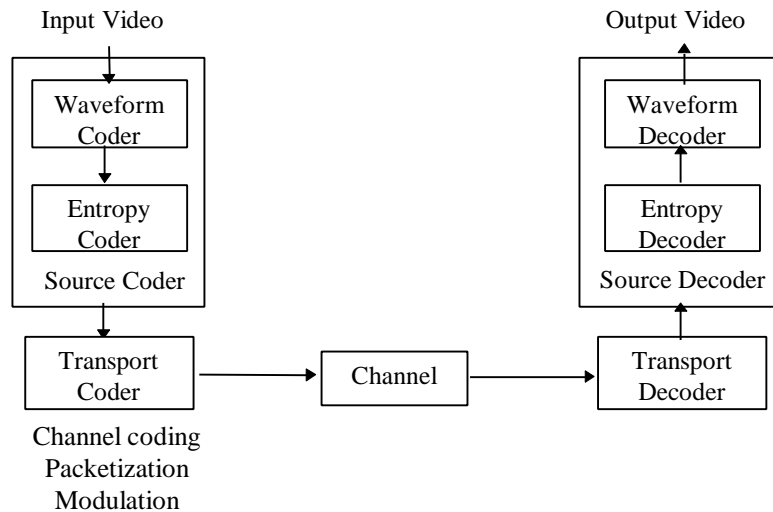 Input Video
Output Video
Waveform
Coder
Entropy
Coder
Source Coder
Waveform
Decoder
Entropy
Decoder
Source Decoder
Transport
Coder
Channel
Transport
Decoder
Channel coding
Packetization
Modulation